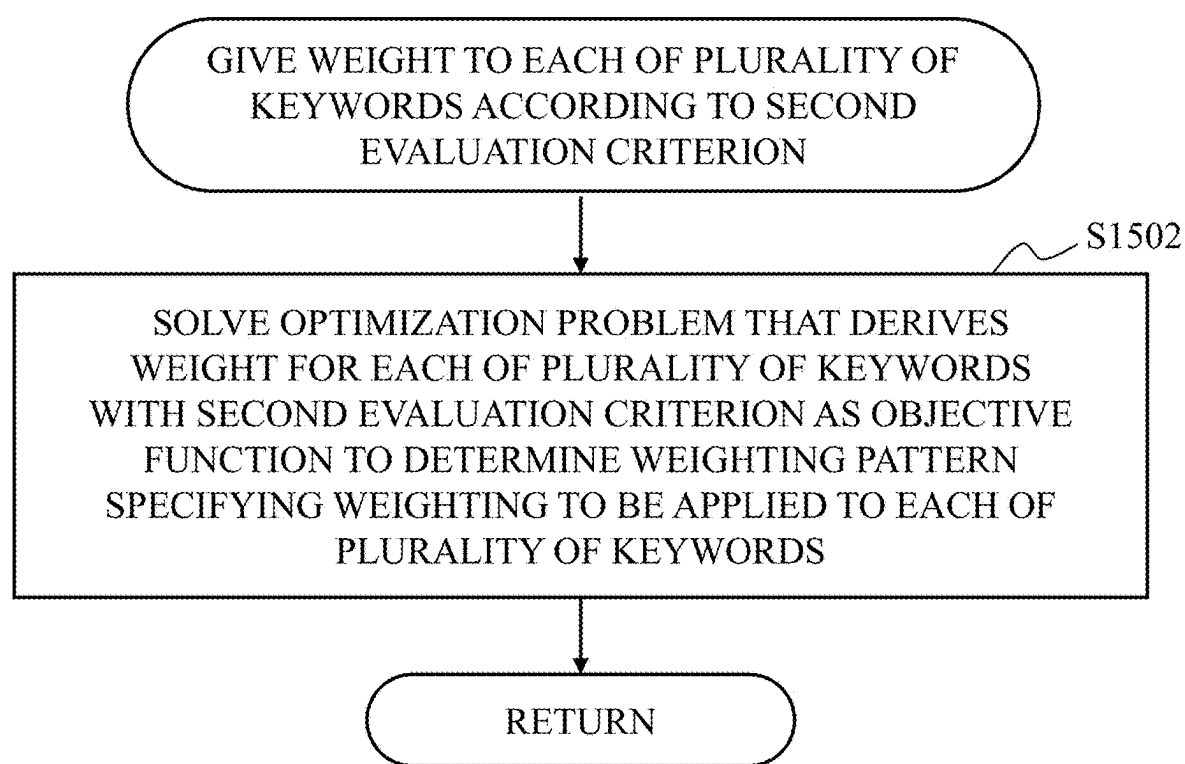 GIVE WEIGHT TO EACH OF PLURALITY OF
KEYWORDS ACCORDING TO SECOND
EVALUATION CRITERION
S1502
SOLVE OPTIMIZATION PROBLEM THAT DERIVES
WEIGHT FOR EACH OF PLURALITY OF KEYWORDS
WITH SECOND EVALUATION CRITERION AS OBJECTIVE
FUNCTION TO DETERMINE WEIGHTING PATTERN
SPECIFYING WEIGHTING TO BE APPLIED TO EACH OF
PLURALITY OF KEYWORDS
RETURN